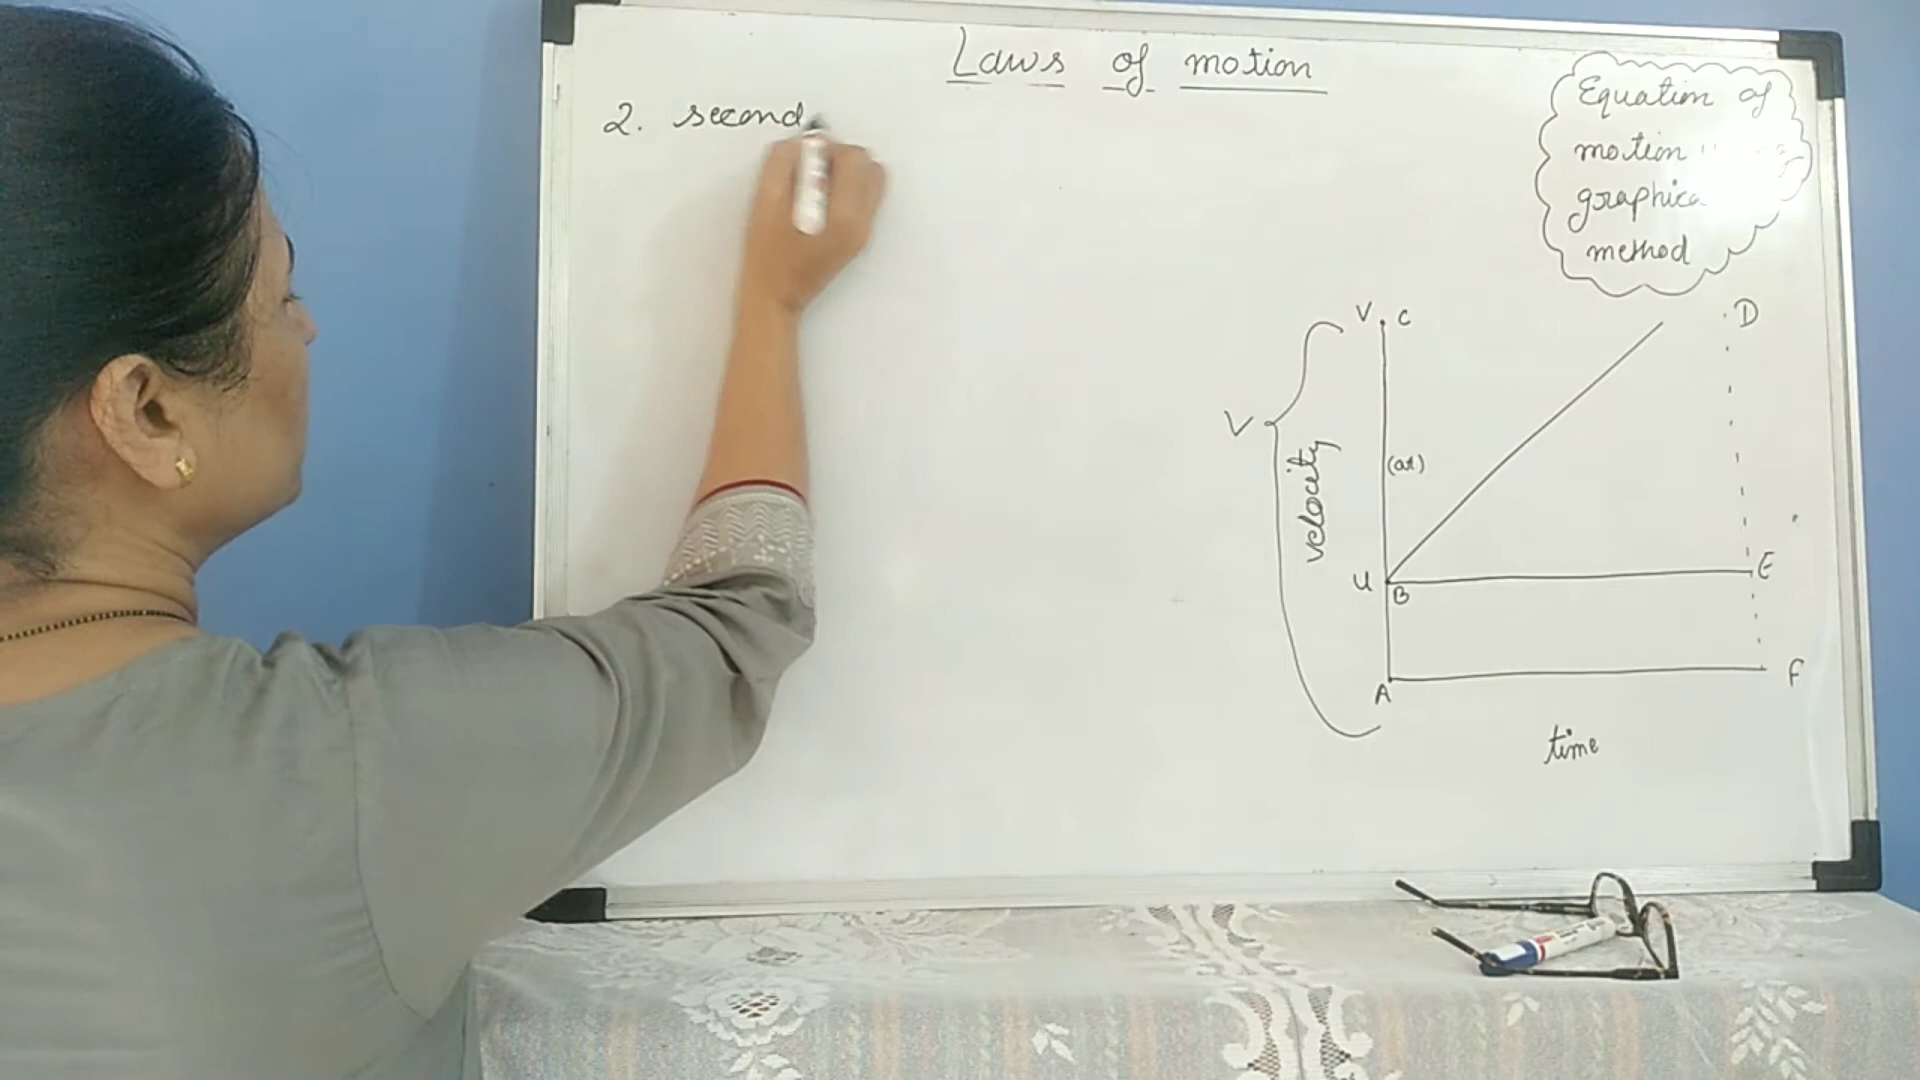 Laws of motion
2. second
Equation of
motion
graphica
method
V C
D
V
velocity
(at)
U
B
E
A
F
time